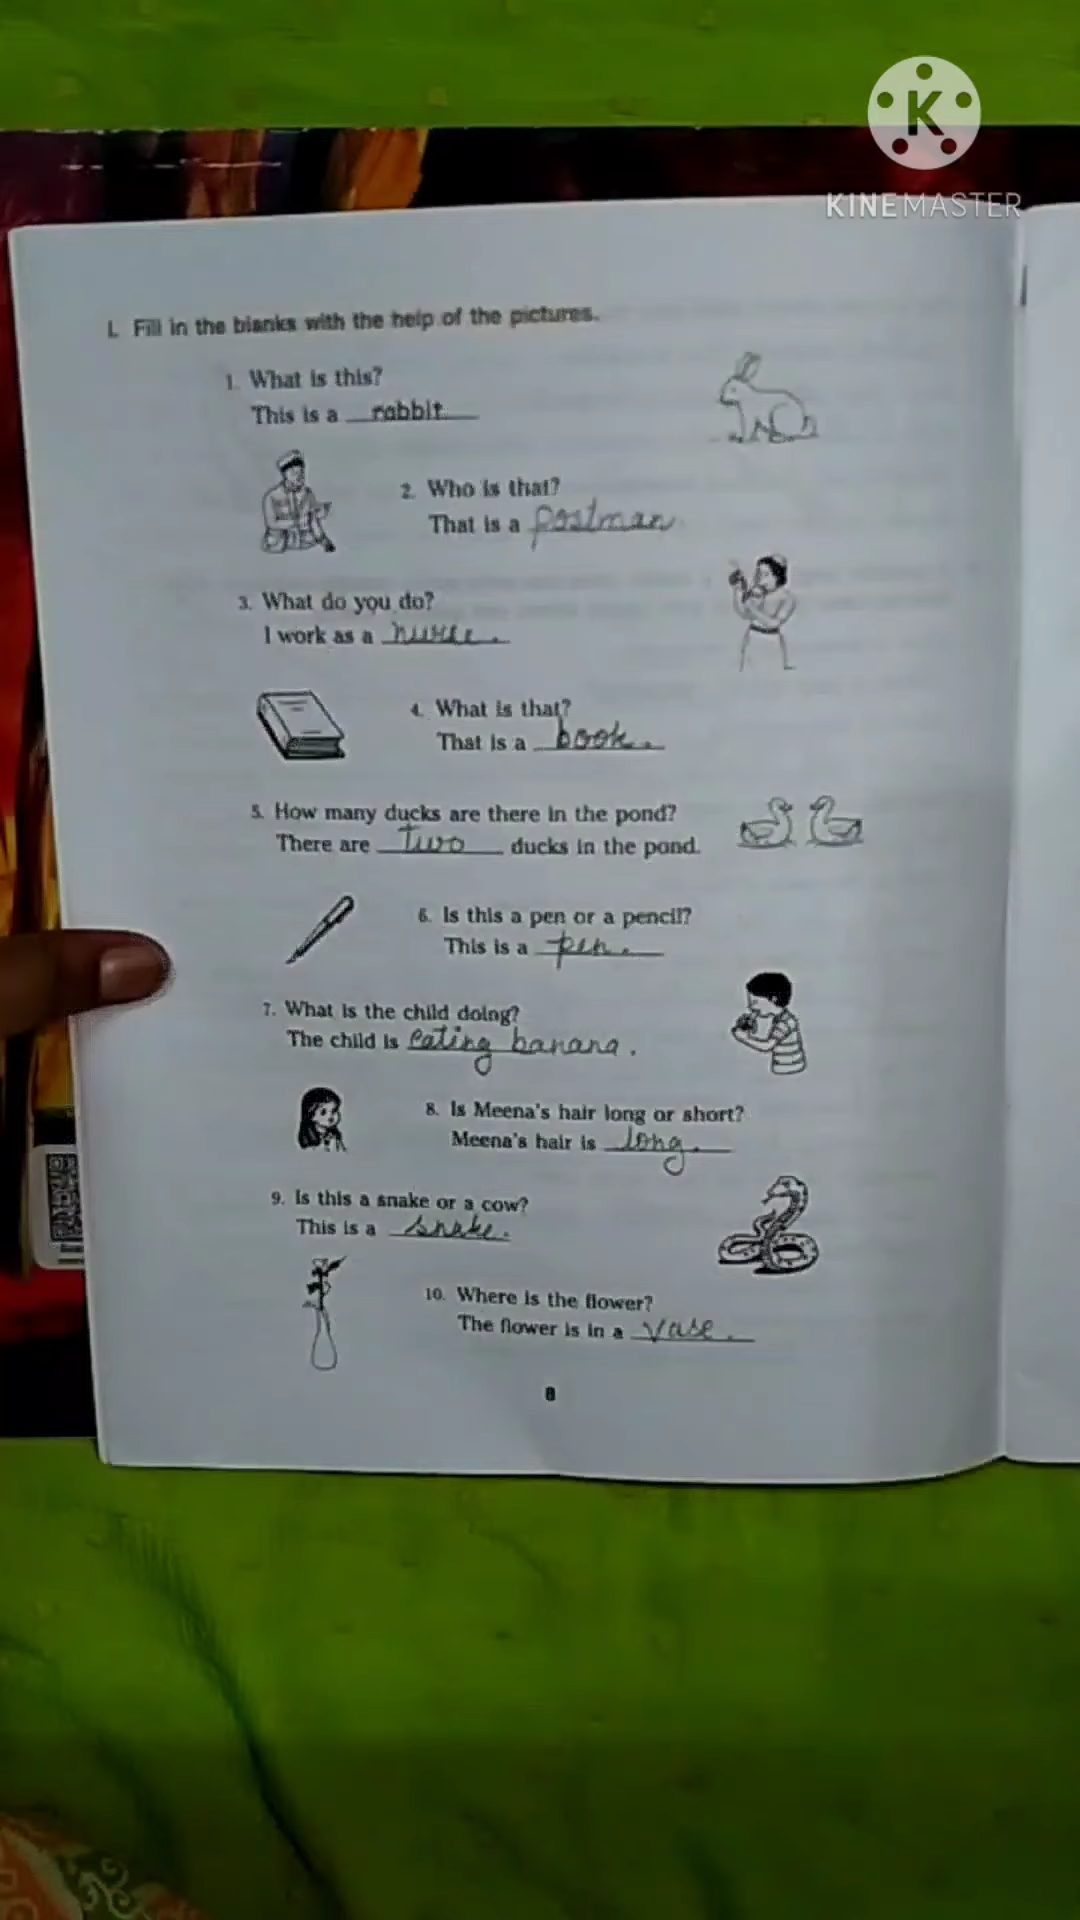 KINEMASTER
I. Fill in the blanks with the help of the pictures.
1. What is this?
This is a rabbit
2. Who is that?
That is a postman
3. What do you do?
I work as a nurse.
4. What is that?
That is a book.
5. How many ducks are there in the pond?
There are two ducks in the pond.
6. Is this a pen or a pencil?
This is a pen.
7. What is the child doing?
The child is eating banana.
8. Is Meena's hair long or short?
Meena's hair is long.
9. Is this a snake or a cow?
This is a snake.
10. Where is the flower?
The flower is in a vase.
8